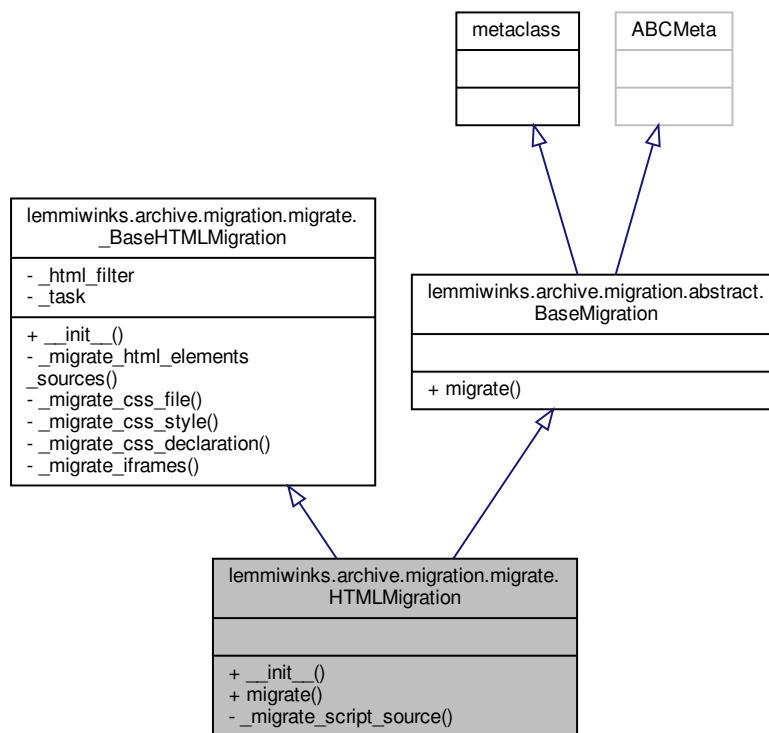 metaclass
ABCMeta
lemmiwinks.archive.migration.migrate.
_BaseHTMLMigration
- _html_filter
- _task
+ __init__()
- _migrate_html_elements
_sources()
- _migrate_css_file()
- _migrate_css_style()
- _migrate_css_declaration()
- _migrate_iframes()
lemmiwinks.archive.migration.abstract.
BaseMigration
+ migrate()
lemmiwinks.archive.migration.migrate.
HTMLMigration
+ __init__()
+ migrate()
- _migrate_script_source()